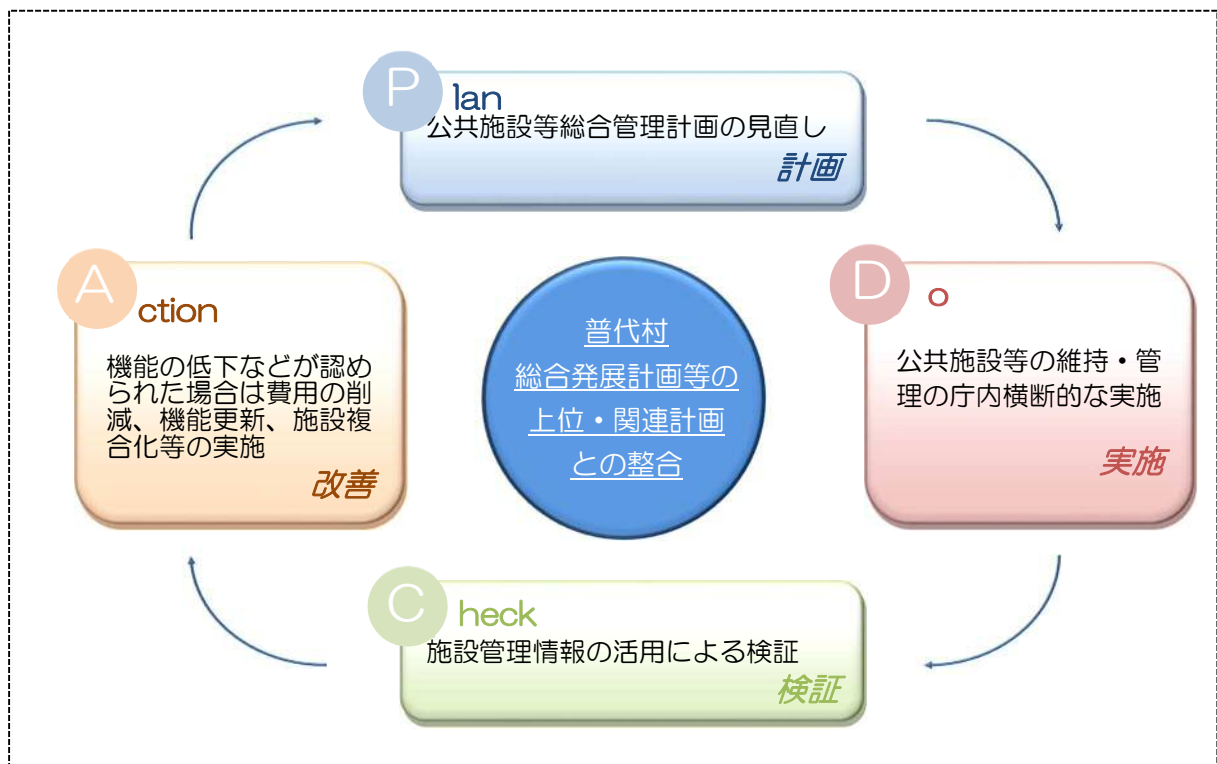 Plan
公共施設等総合管理計画の見直し
計画
Action
機能の低下などが認め
られた場合は費用の削
減、機能更新、施設複
合化等の実施
改善
普代村
総合発展計画等の
上位・関連計画
との整合
Do
公共施設等の維持・管
理の庁内横断的な実施
実施
Check
施設管理情報の活用による検証
検証